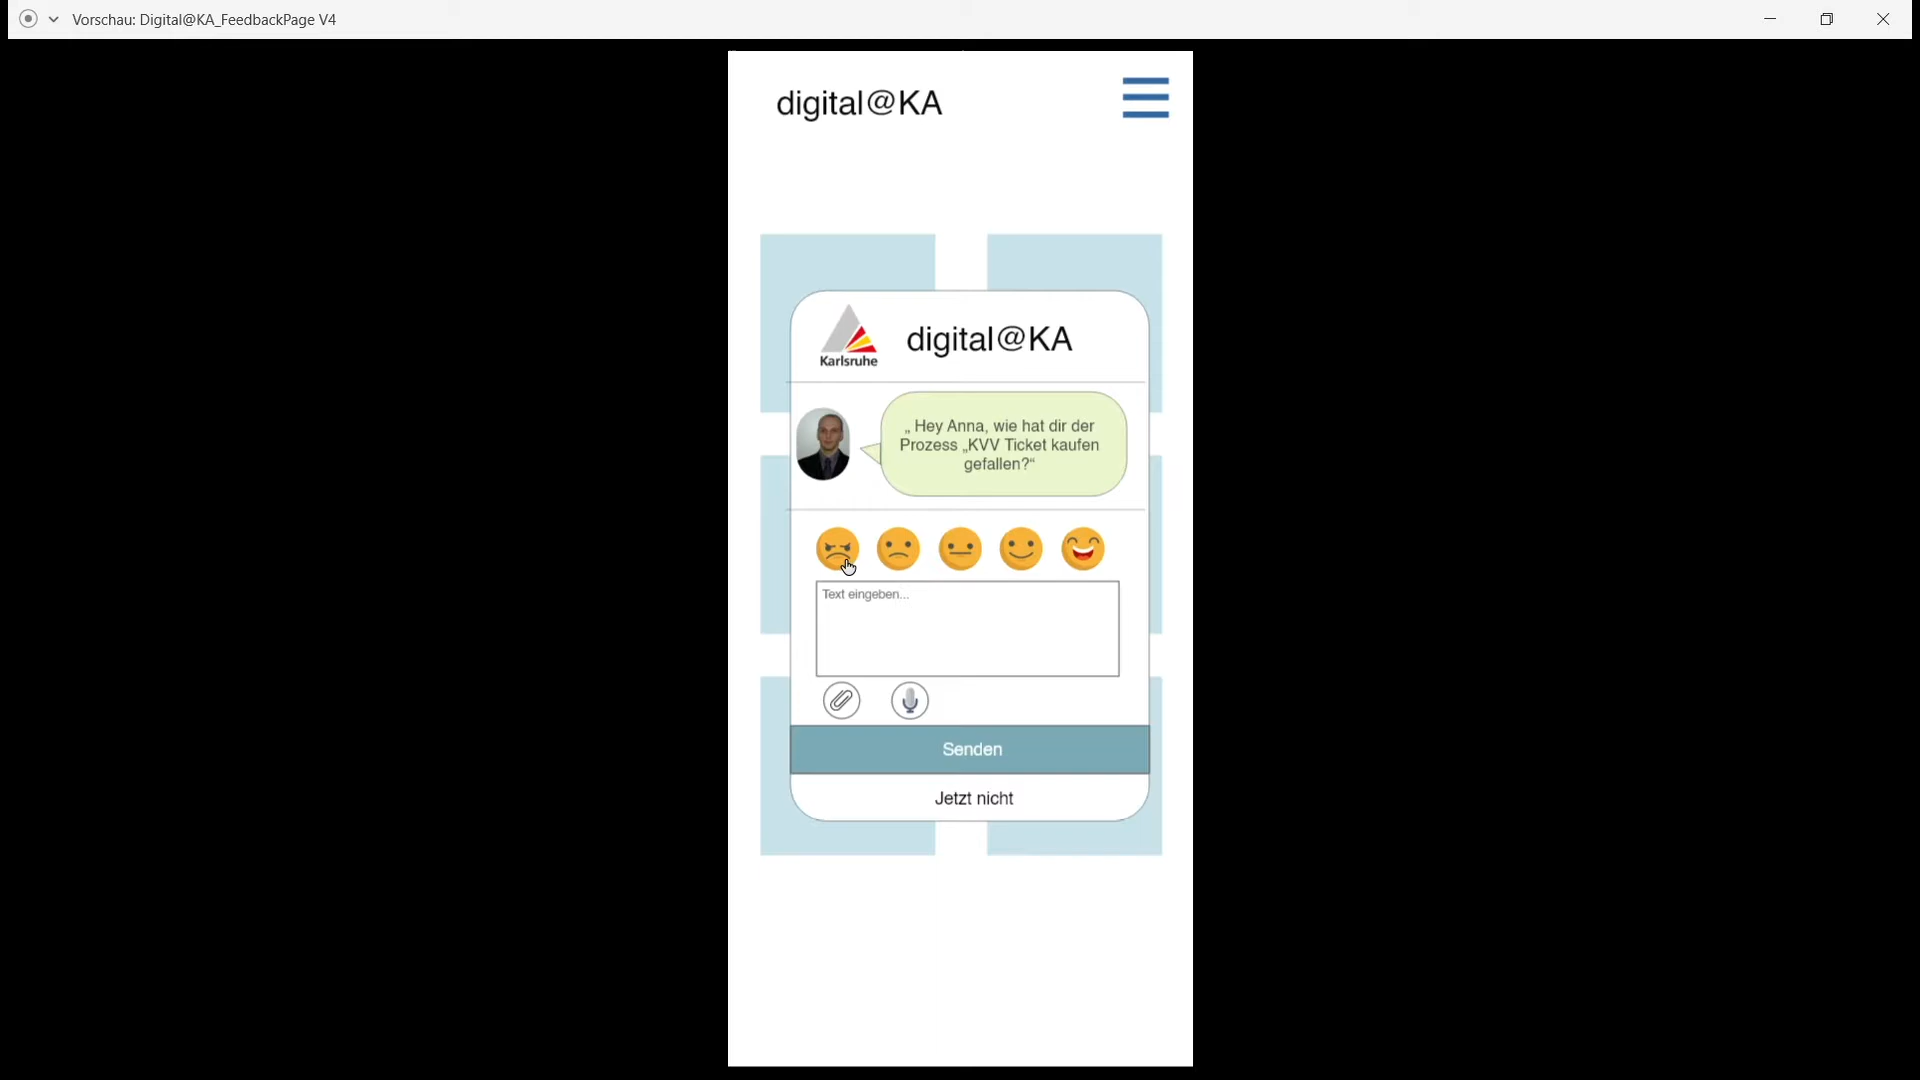 Vorschau: Digital@KA_FeedbackPage V4
digital@KA
Karlsruhe
digital@KA
„ Hey Anna, wie hat dir der
Prozess „KVV Ticket kaufen
gefallen?“
Text eingeben...
Senden
Jetzt nicht